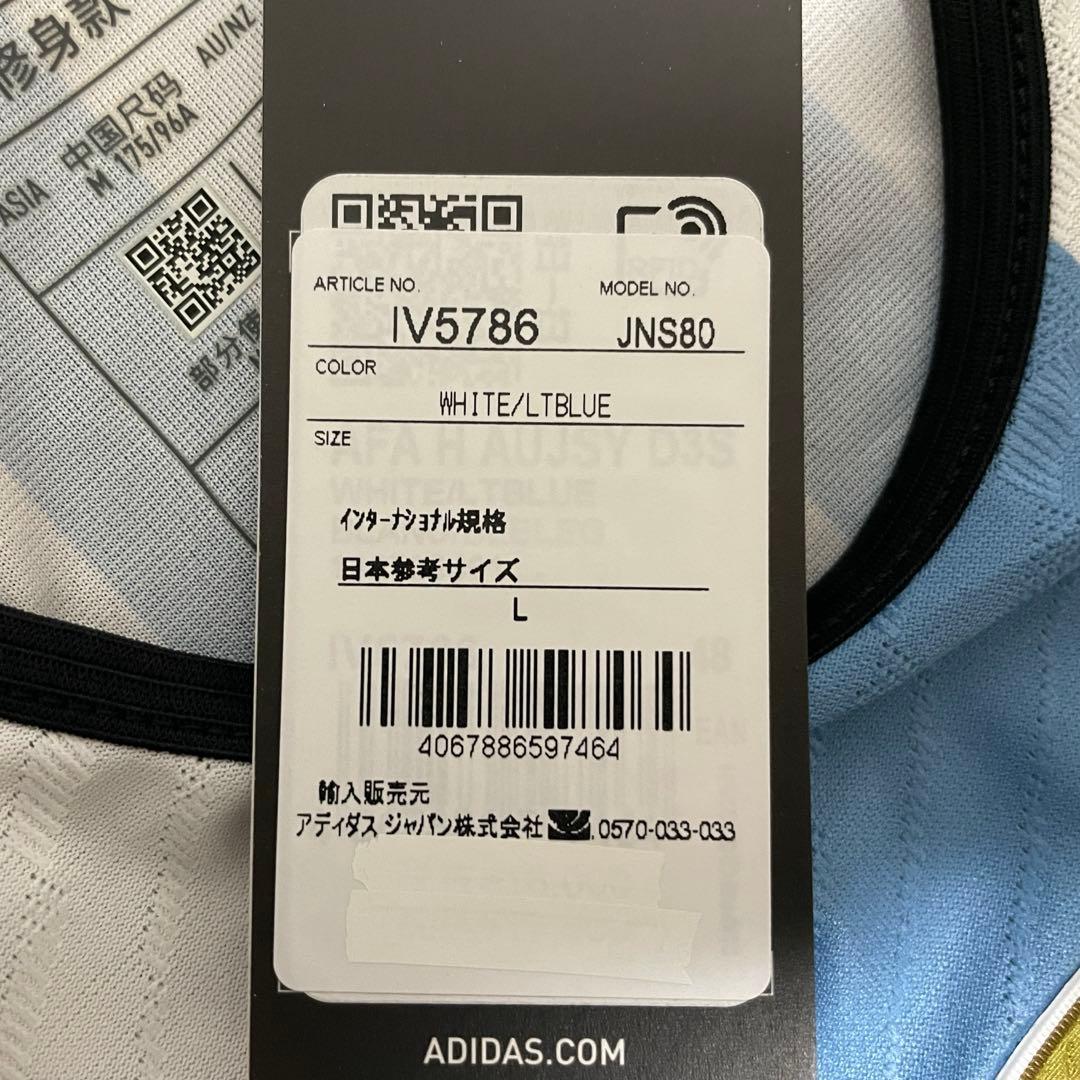 修身款
ASIA
中国尺码
M 175/96A
AU/NZ
L
部分使
ARTICLE NO.
MODEL NO.
IV5786
JNS80
COLOR
WHITE/LTBLUE
SIZE
AFA H AUJSY D3S
WHITE/LTBLUE
ｲﾝﾀｰﾅｼｮﾅﾙ規格
日本参考サイズ
L
4067886597464
輸入販売元
アディダス ジャパン株式会社 0570-033-033
ADIDAS.COM